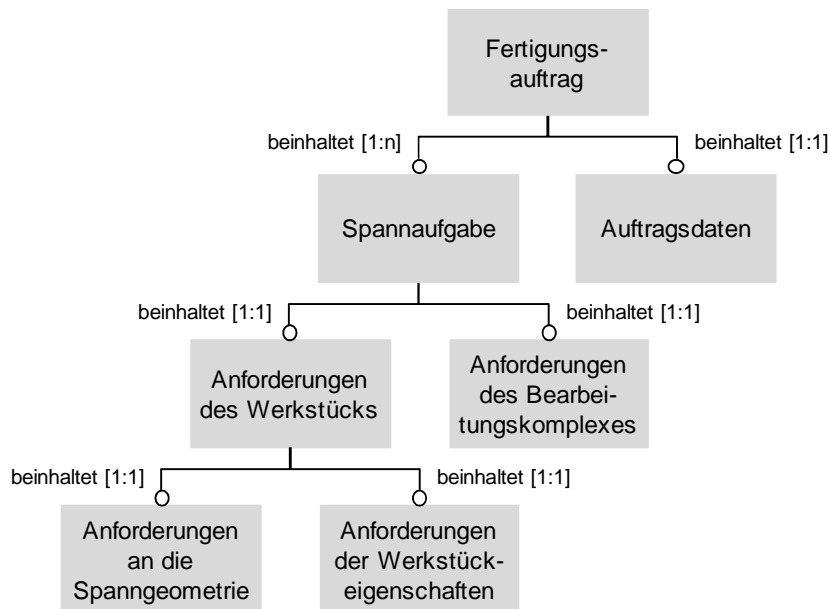 Fertigungs-
auftrag
beinhaltet [1:n]
beinhaltet [1:1]
Spannaufgabe
Auftragsdaten
beinhaltet [1:1]
beinhaltet [1:1]
Anforderungen
des Werkstücks
Anforderungen
des Bearbei-
tungskomplexes
beinhaltet [1:1]
beinhaltet [1:1]
Anforderungen
an die
Spanngeometrie
Anforderungen
der Werkstück-
eigenschaften